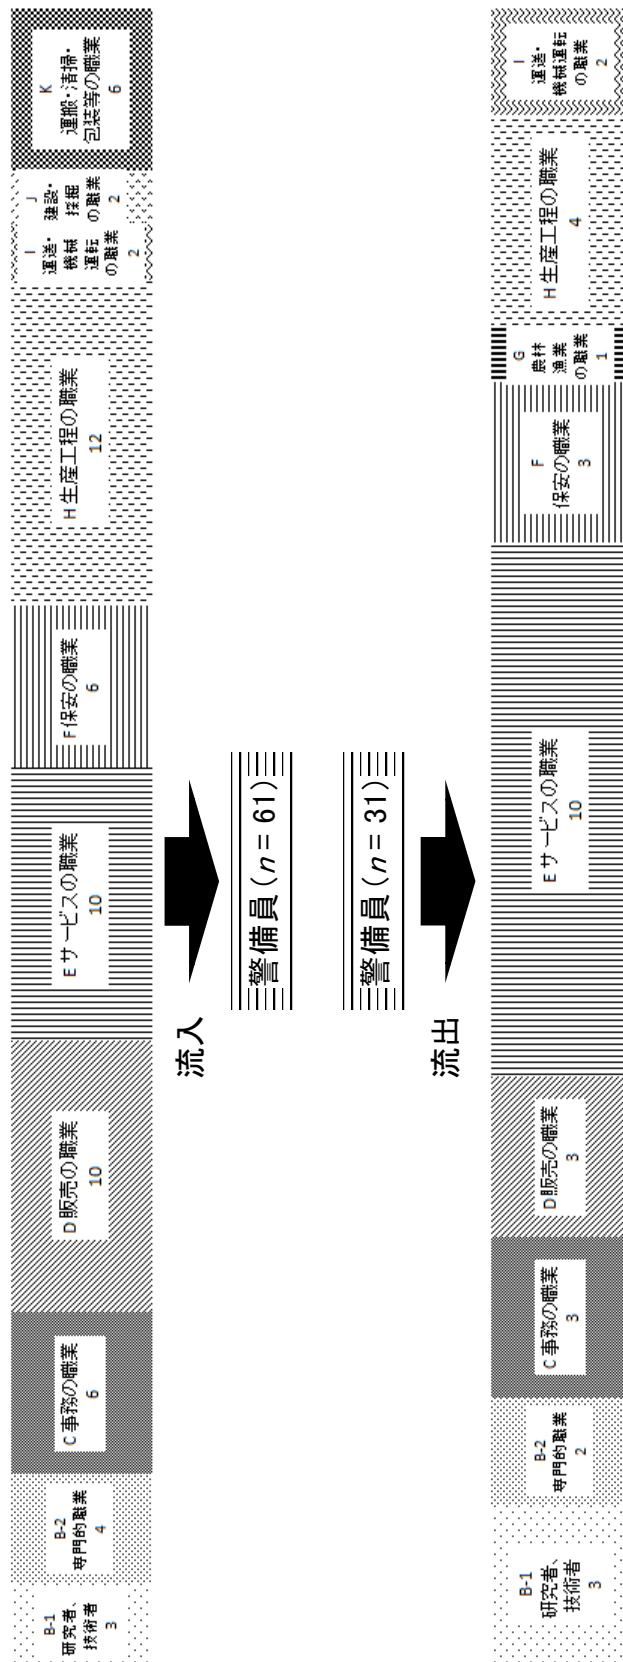 B-1
研究者、
技術者
3
B-2
専門的職業
4
C 事務の職業
6
D 販売の職業
10
E サービスの職業
10
F 保安の職業
6
H 生産工程の職業
12
I
運送・
機械
運転
の職業
2
J
建設・
採掘
の職業
2
K
運搬・清掃・
包装等の職業
6
流入
警備員(n = 61)
警備員(n = 31)
流出
B-1
研究者、
技術者
3
B-2
専門的職業
2
C 事務の職業
3
D 販売の職業
3
E サービスの職業
10
F
保安の職業
3
G
農林
漁業
の職業
1
H 生産工程の職業
4
I
運送・
機械運転
の職業
2